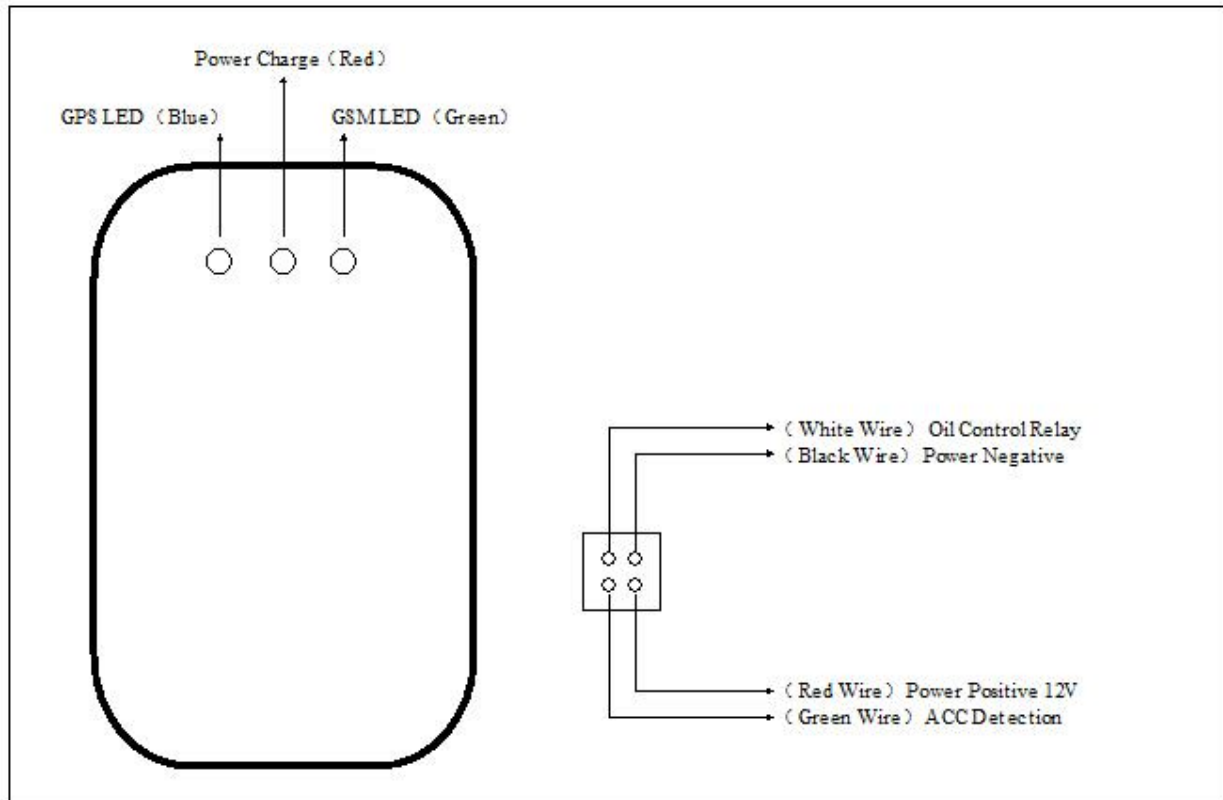 Power Charge（Red）
GPS LED （Blue）
GSM LED （Green）
（White Wire） Oil Control Relay
（Black Wire） Power Negative
（Red Wire） Power Positive 12V
（Green Wire） ACC Detection